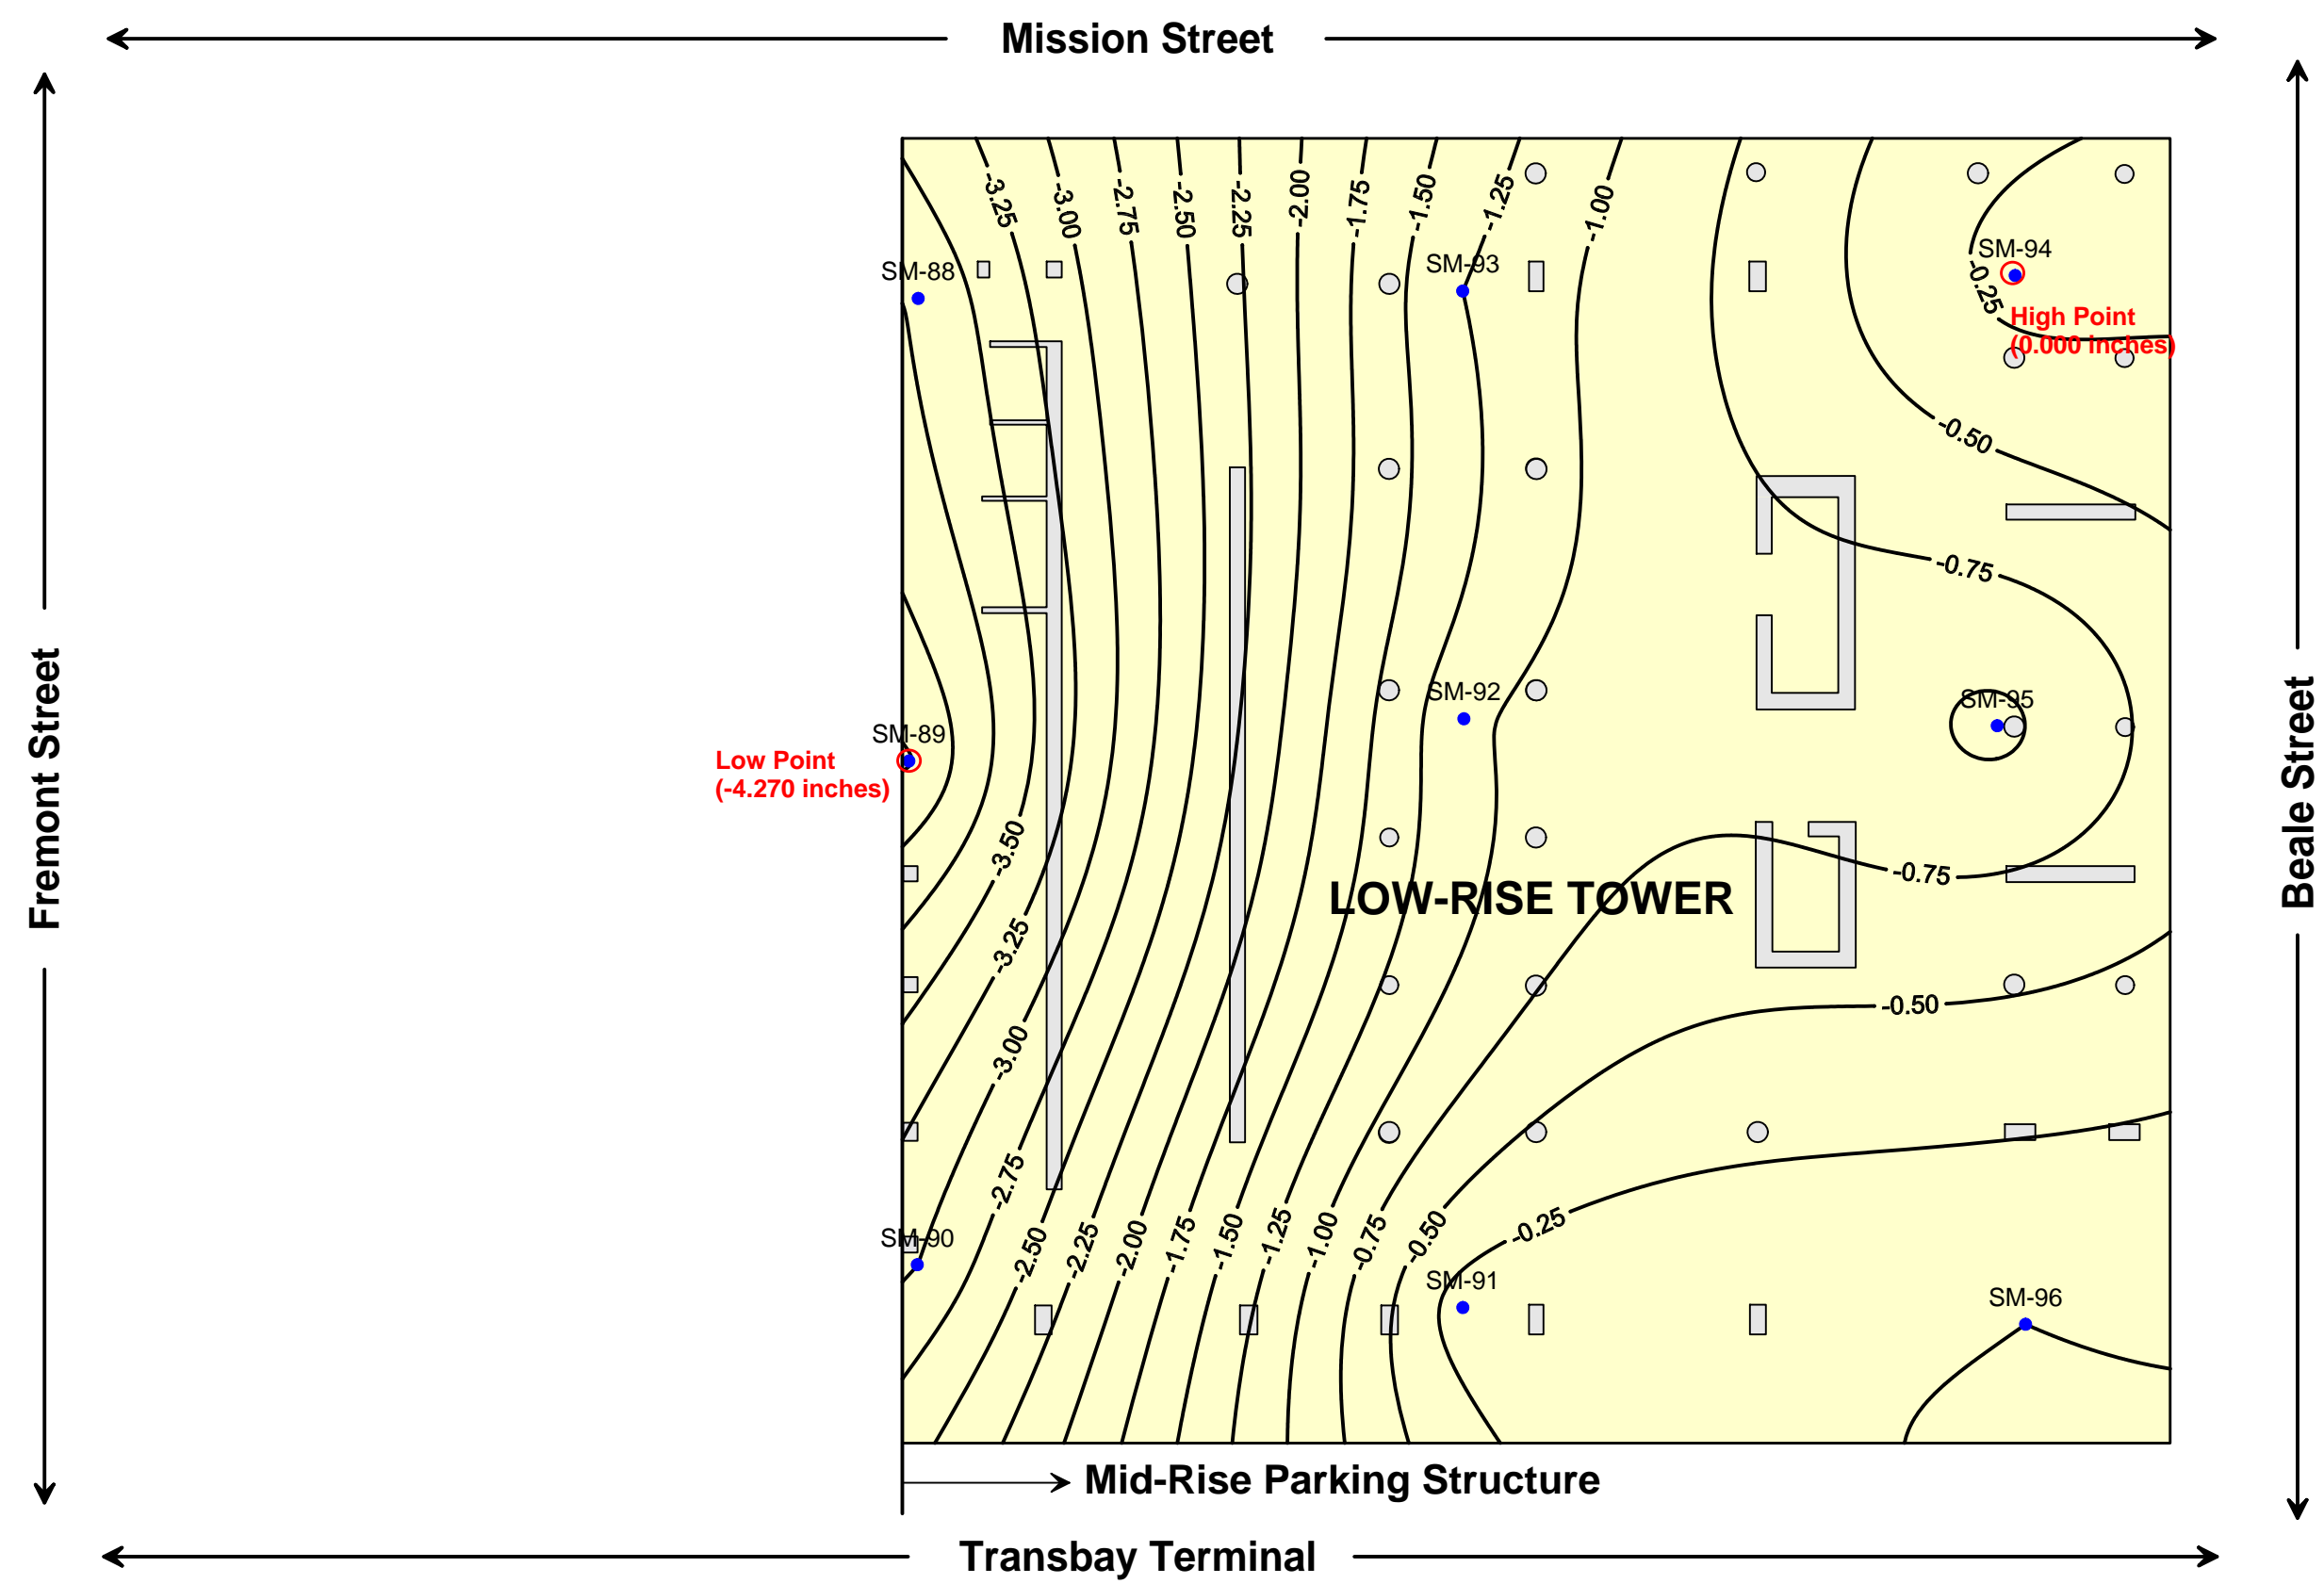 Mission Street
-3.25
-3.00
-2.75
-2.50
-2.25
-2.00
-1.75
-1.50
-1.25
-1.00
SM-88
SM-93
SM-94
-0.25
High Point
(0.000 inches)
-0.50
-0.75
Fremont Street
Beale Street
SM-89
SM-92
SM-95
Low Point
(-4.270 inches)
-3.50
-0.75
LOW-RISE TOWER
-3.25
-0.50
-3.00
-2.75
SM-90
-2.50
-2.25
-2.00
-1.75
-1.50
-1.25
-1.00
-0.75
-0.50
-0.25
SM-91
SM-96
Mid-Rise Parking Structure
Transbay Terminal